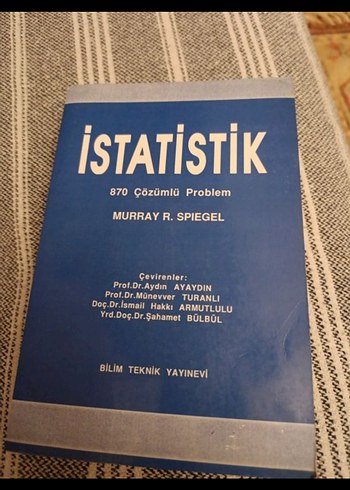 İSTATİSTİK
870 Çözümlü Problem
MURRAY R. SPIEGEL
Çevirenler:
Prof.Dr.Aydın AYAYDIN
Prof.Dr.Münevver TURANLI
Doç.Dr.İsmail Hakkı ARMUTLULU
Yrd.Doç.Dr.Şahamet BÜLBÜL
BİLİM TEKNİK YAYINEVİ